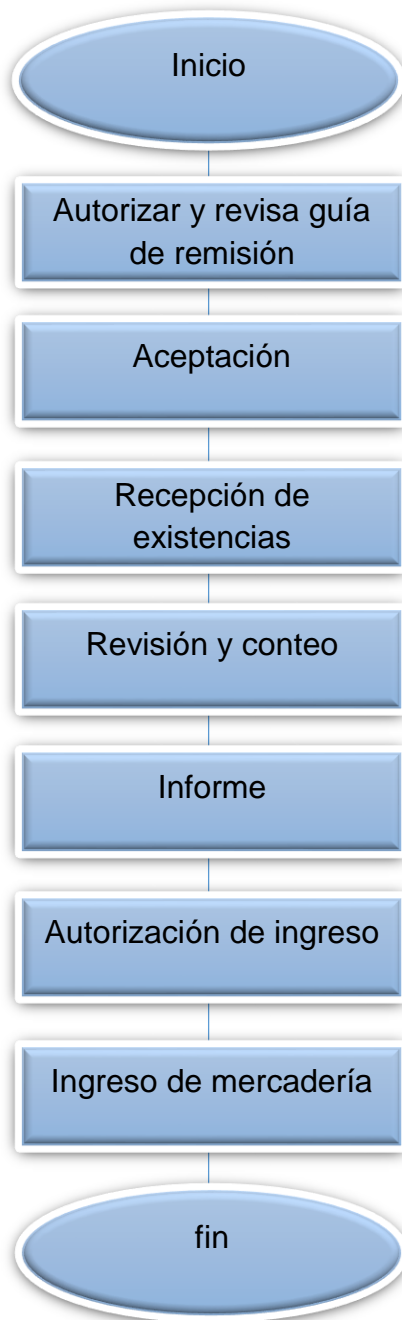 Inicio
Autorizar y revisa guía
de remisión
Aceptación
Recepción de
existencias
Revisión y conteo
Informe
Autorización de ingreso
Ingreso de mercadería
fin